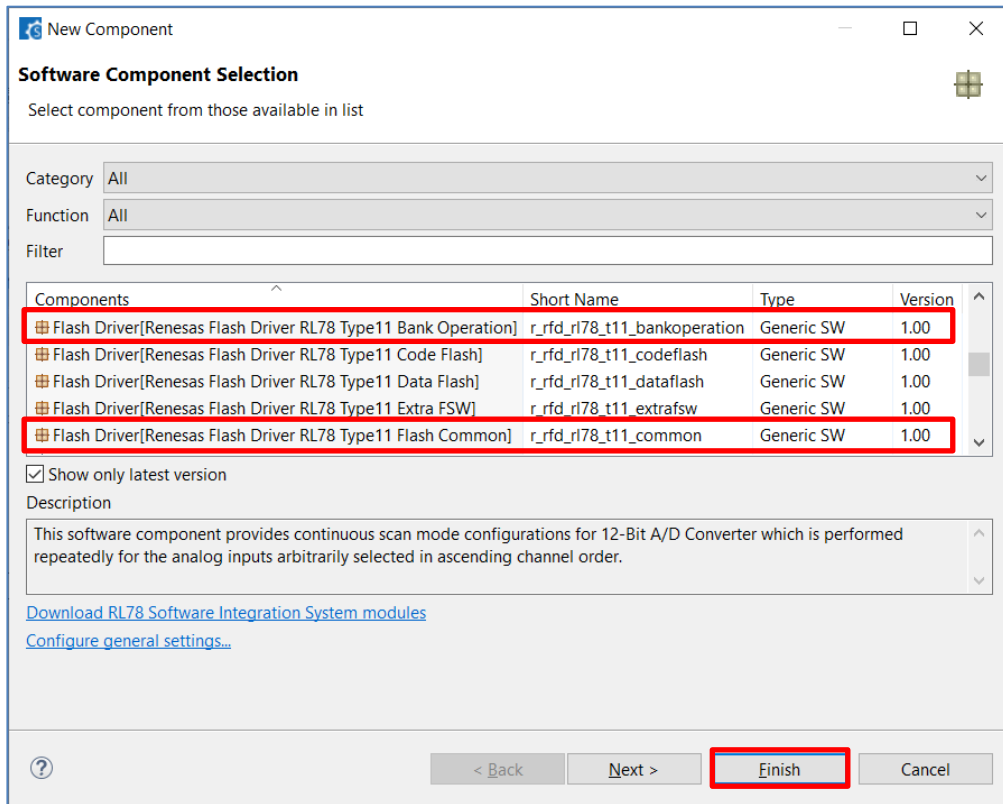 New Component
Software Component Selection
Select component from those available in list
Category All
Function All
Filter
Components Short Name Type Version
Flash Driver[Renesas Flash Driver RL78 Type11 Bank Operation] r_rfd_rl78_t11_bankoperation Generic SW 1.00
Flash Driver[Renesas Flash Driver RL78 Type11 Code Flash] r_rfd_rl78_t11_codeflash Generic SW 1.00
Flash Driver[Renesas Flash Driver RL78 Type11 Data Flash] r_rfd_rl78_t11_dataflash Generic SW 1.00
Flash Driver[Renesas Flash Driver RL78 Type11 Extra FSW] r_rfd_rl78_t11_extrafsw Generic SW 1.00
Flash Driver[Renesas Flash Driver RL78 Type11 Flash Common] r_rfd_rl78_t11_common Generic SW 1.00
Show only latest version
Description
This software component provides continuous scan mode configurations for 12-Bit A/D Converter which is performed
repeatedly for the analog inputs arbitrarily selected in ascending channel order.
Download RL78 Software Integration System modules
Configure general settings...
? < Back Next > Finish Cancel